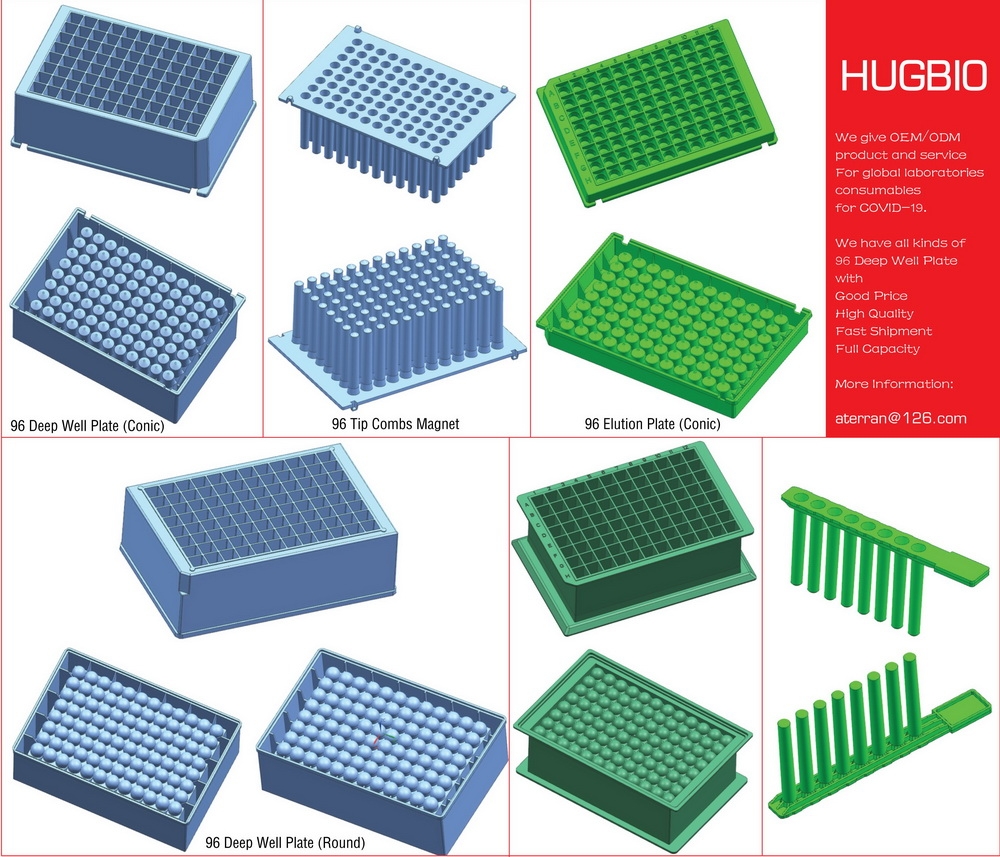 HUGBIO
We give OEM/ODM
product and service
For global laboratories
consumables
for COVID-19.
We have all kinds of
96 Deep Well Plate
with
Good Price
High Quality
Fast Shipment
Full Capacity
More Information:
aterran@126.com
96 Deep Well Plate (Conic)
96 Tip Combs Magnet
96 Elution Plate (Conic)
96 Deep Well Plate (Round)